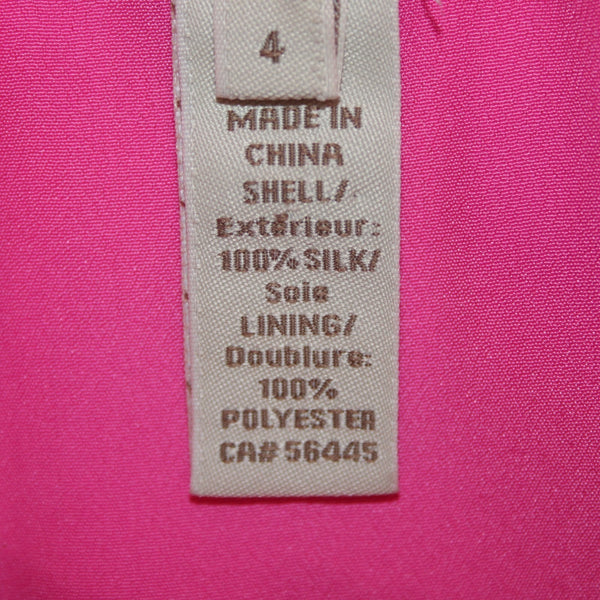 4
MADE IN
CHINA
SHELL/
Extérieur:
100% SILK/
Soie
LINING/
Doublure:
100%
POLYESTER
CA# 56445